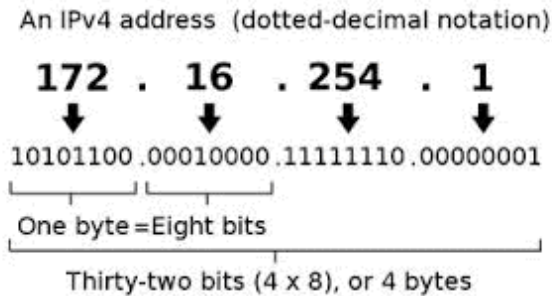 An IPv4 address (dotted-decimal notation)
172 . 16 . 254 . 1
10101100 .00010000 .11111110 .00000001
One byte =Eight bits
Thirty-two bits (4 x 8), or 4 bytes